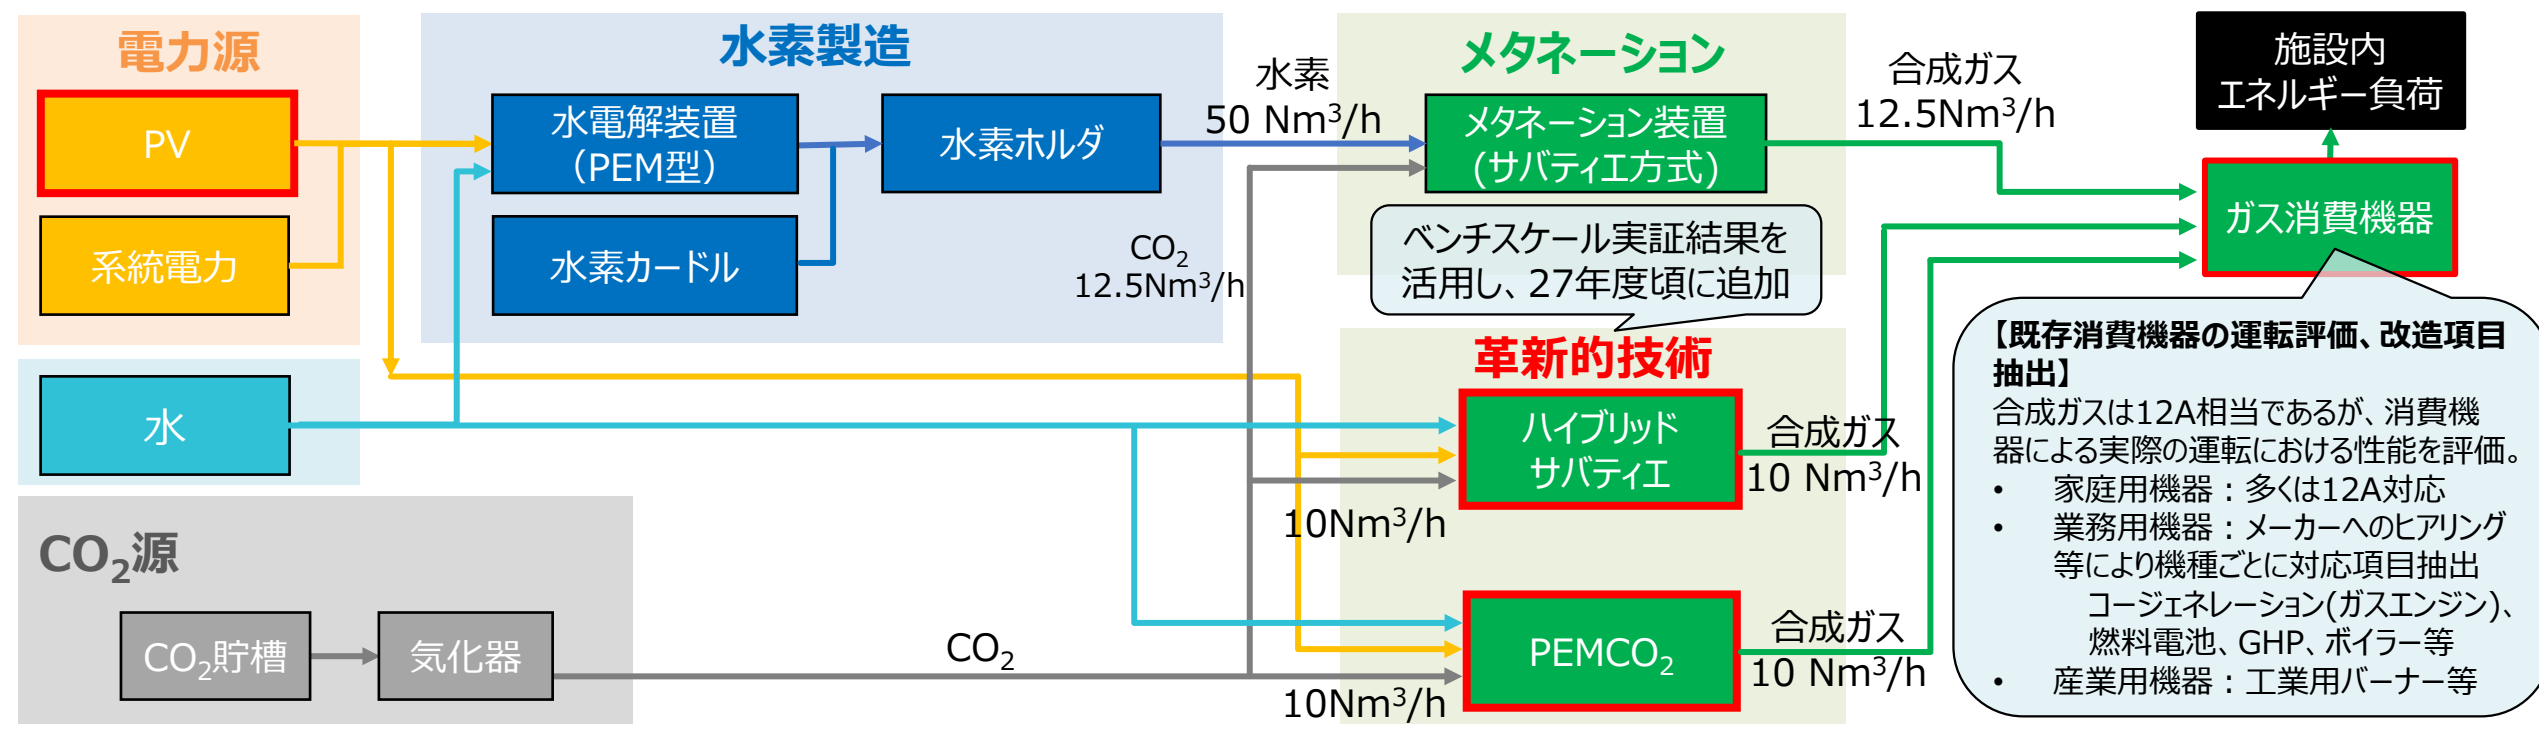 電力源
PV
系統電力
水
水素製造
水電解装置
（PEM型）
水素ホルダ
水素カードル
水素
50 Nm³/h
CO₂
12.5Nm³/h
メタネーション
メタネーション装置
(サバティエ方式)
ベンチスケール実証結果を
活用し、27年度頃に追加
合成ガス
12.5Nm³/h
施設内
エネルギー負荷
ガス消費機器
革新的技術
ハイブリッド
サバティエ
10Nm³/h
合成ガス
10 Nm³/h
PEMCO₂
10Nm³/h
合成ガス
10 Nm³/h
CO₂源
CO₂貯槽
気化器
CO₂
【既存消費機器の運転評価、改造項目
抽出】
合成ガスは12A相当であるが、消費機
器による実際の運転における性能を評価。
• 家庭用機器：多くは12A対応
• 業務用機器：メーカーへのヒアリング
等により機種ごとに対応項目抽出
コージェネレーション(ガスエンジン)、
燃料電池、GHP、ボイラー等
• 産業用機器：工業用バーナー等